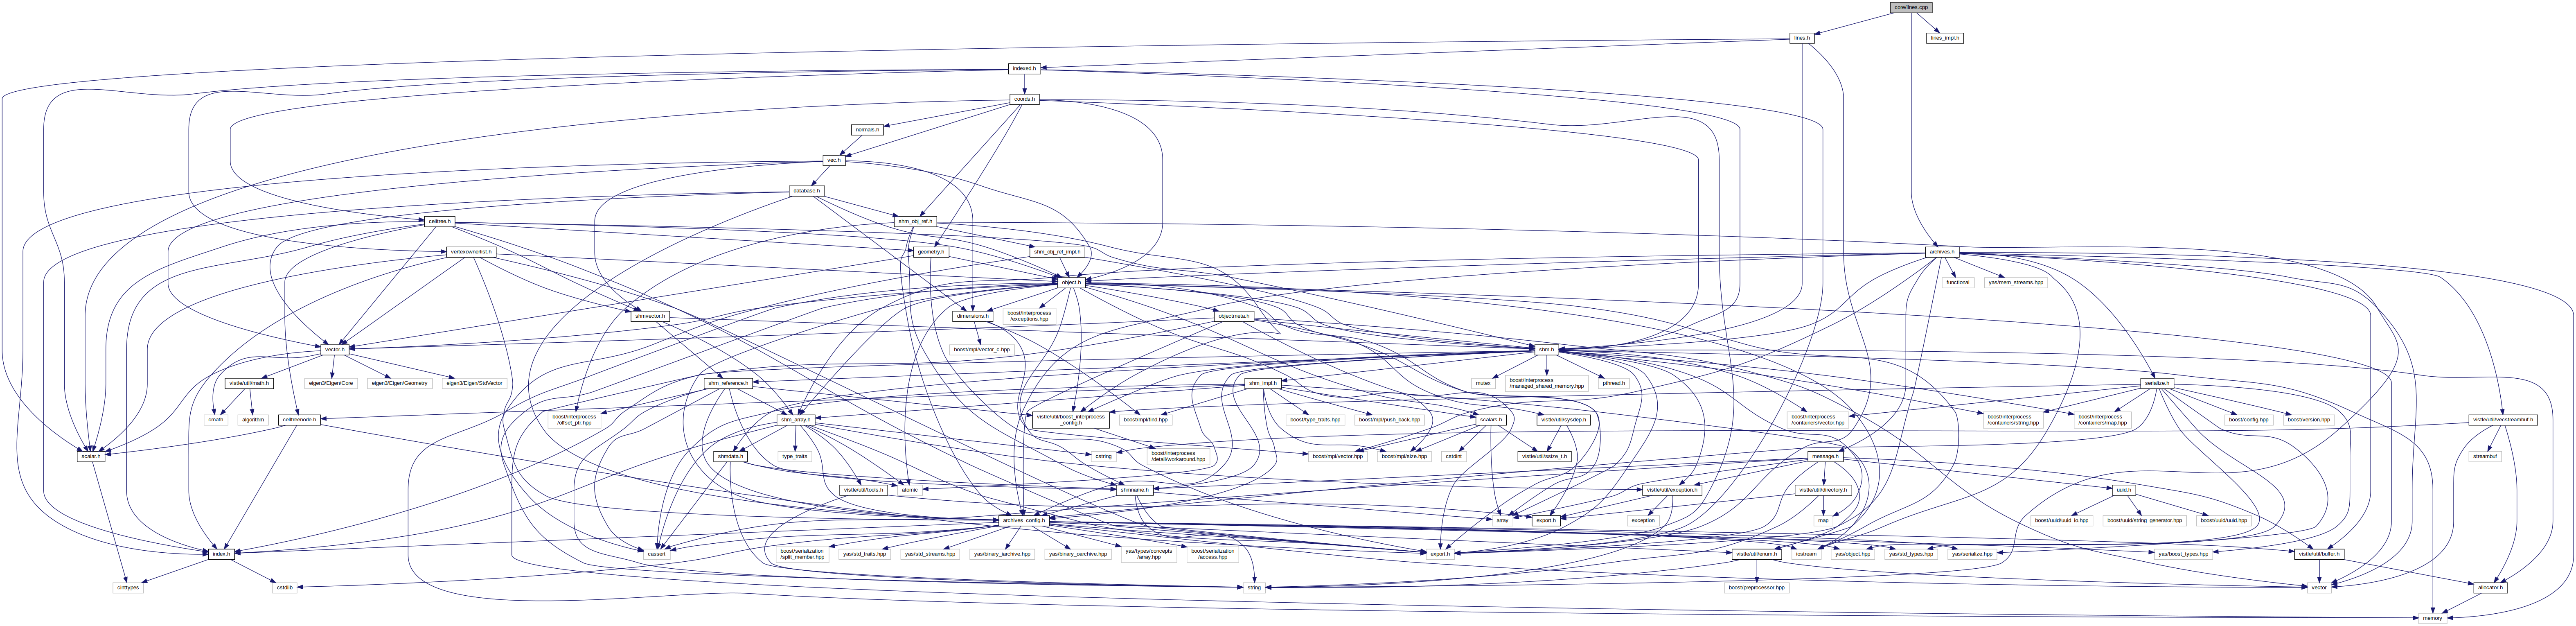 core/lines.cpp
lines.h
lines_impl.h
indexed.h
coords.h
normals.h
vec.h
database.h
celltree.h
shm_obj_ref.h
vertexownerlist.h
geometry.h
shm_obj_ref_impl.h
archives.h
object.h
functional
yas/mem_streams.hpp
shmvector.h
dimensions.h
boost/interprocess
/exceptions.hpp
objectmeta.h
vector.h
boost/mpl/vector_c.hpp
shm.h
vistle/util/math.h
eigen3/Eigen/Core
eigen3/Eigen/Geometry
eigen3/Eigen/StdVector
shm_reference.h
shm_impl.h
mutex
boost/interprocess
/managed_shared_memory.hpp
pthread.h
serialize.h
cmath
algorithm
celltreenode.h
boost/interprocess
/offset_ptr.hpp
shm_array.h
vistle/util/boost_interprocess
_config.h
boost/mpl/find.hpp
boost/type_traits.hpp
boost/mpl/push_back.hpp
scalars.h
vistle/util/sysdep.h
boost/interprocess
/containers/vector.hpp
boost/interprocess
/containers/string.hpp
boost/interprocess
/containers/map.hpp
boost/config.hpp
boost/version.hpp
vistle/util/vecstreambuf.h
scalar.h
shmdata.h
type_traits
cstring
boost/interprocess
/detail/workaround.hpp
boost/mpl/vector.hpp
boost/mpl/size.hpp
cstdint
vistle/util/ssize_t.h
message.h
streambuf
vistle/util/tools.h
atomic
shmname.h
vistle/util/exception.h
vistle/util/directory.h
uuid.h
archives_config.h
array
export.h
exception
map
boost/uuid/uuid_io.hpp
boost/uuid/string_generator.hpp
boost/uuid/uuid.hpp
index.h
cassert
boost/serialization
/split_member.hpp
yas/std_traits.hpp
yas/std_streams.hpp
yas/binary_iarchive.hpp
yas/binary_oarchive.hpp
yas/types/concepts
/array.hpp
boost/serialization
/access.hpp
export.h
vistle/util/enum.h
iostream
yas/object.hpp
yas/std_types.hpp
yas/serialize.hpp
yas/boost_types.hpp
vistle/util/buffer.h
cinttypes
cstdlib
string
boost/preprocessor.hpp
vector
allocator.h
memory